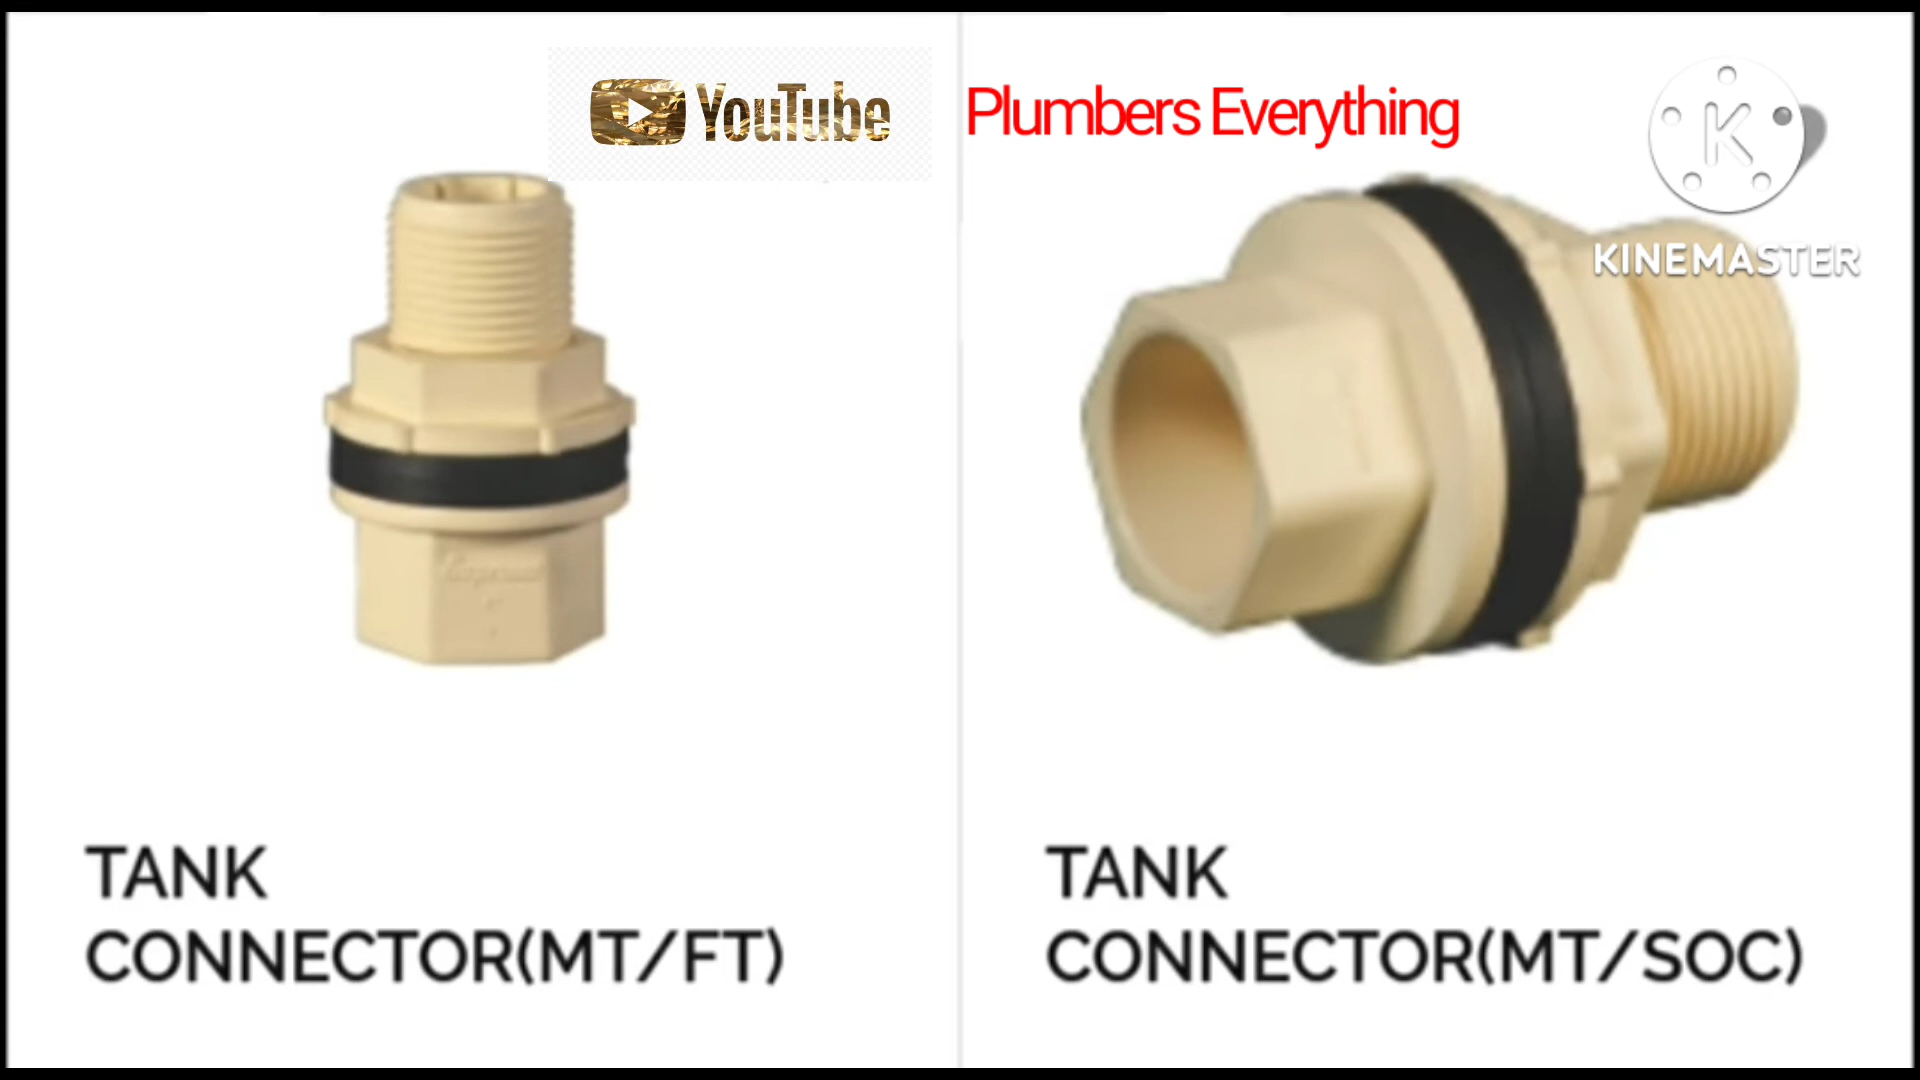 YouTube Plumbers Everything
KINEMASTER
TANK
CONNECTOR(MT/FT)
TANK
CONNECTOR(MT/SOC)